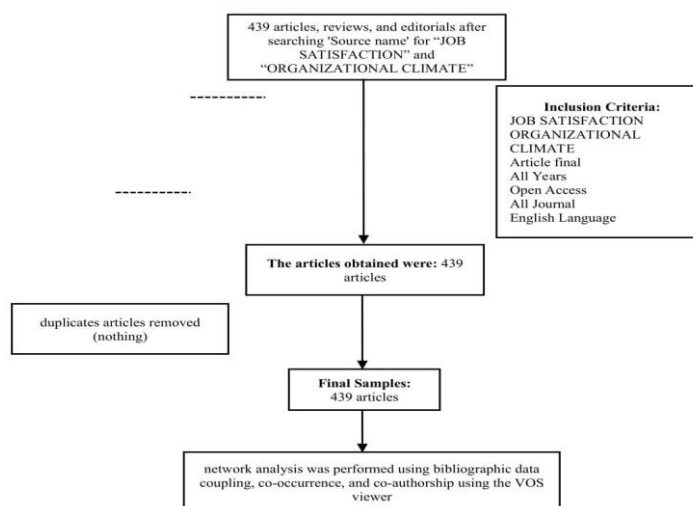 439 articles, reviews, and editorials after
searching 'Source name' for “JOB
SATISFACTION” and
“ORGANIZATIONAL CLIMATE”
Inclusion Criteria:
JOB SATISFACTION
ORGANIZATIONAL
CLIMATE
Article final
All Years
Open Access
All Journal
English Language
The articles obtained were: 439
articles
duplicates articles removed
(nothing)
Final Samples:
439 articles
network analysis was performed using bibliographic data
coupling, co-occurrence, and co-authorship using the VOS
viewer